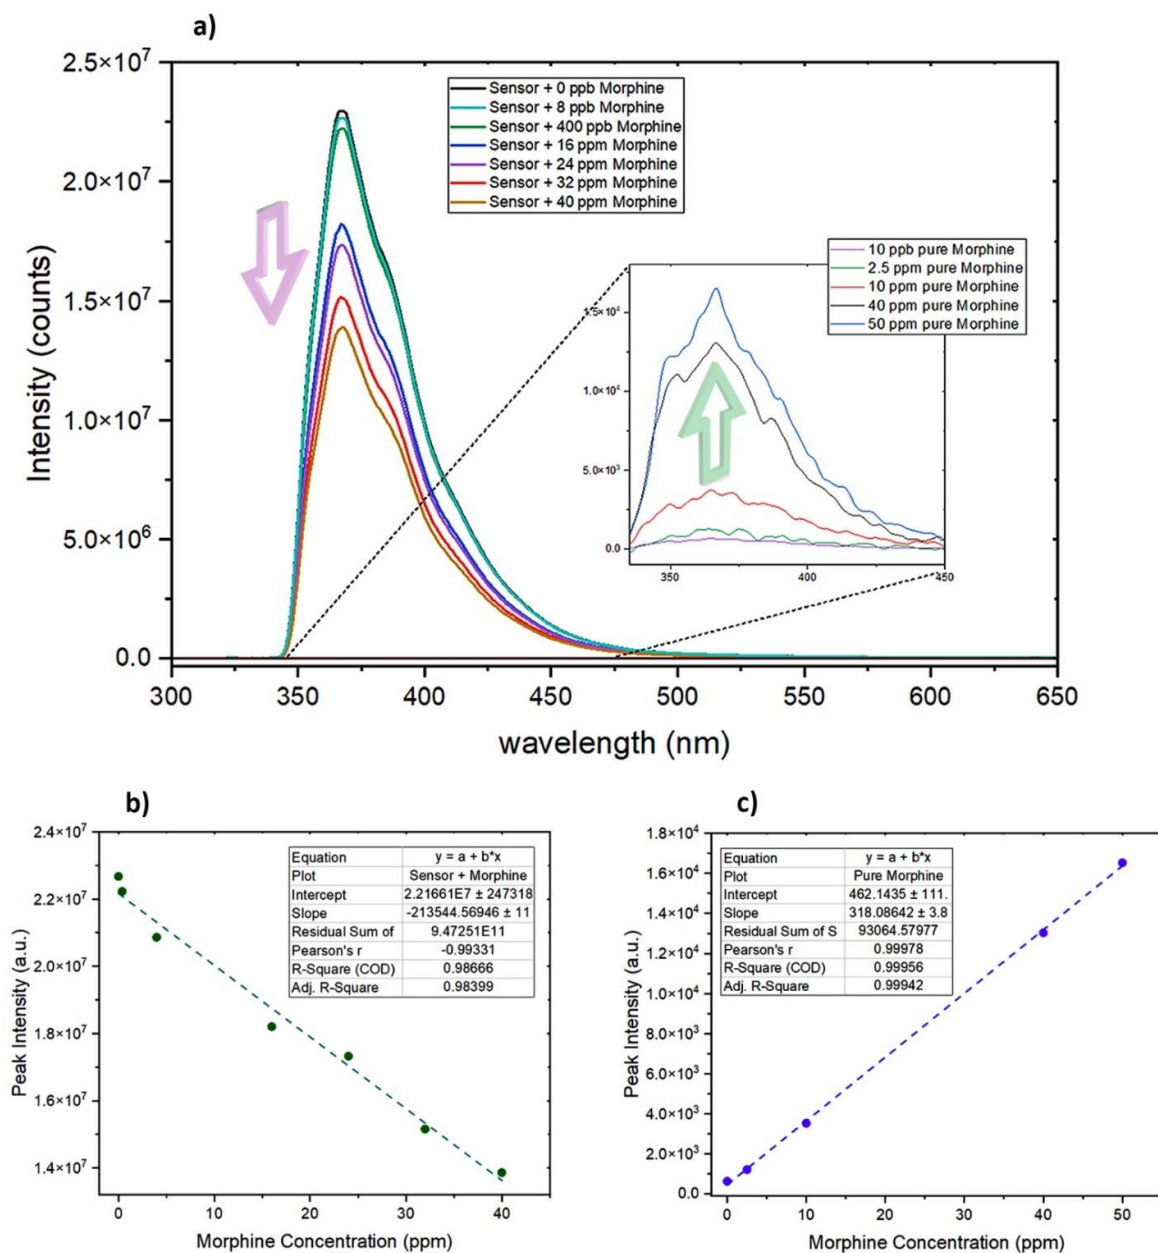 a)
2.5×10⁷
2.0×10⁷
1.5×10⁷
1.0×10⁷
5.0×10⁶
0.0
Intensity (counts)
Sensor + 0 ppb Morphine
Sensor + 8 ppb Morphine
Sensor + 400 ppb Morphine
Sensor + 16 ppm Morphine
Sensor + 24 ppm Morphine
Sensor + 32 ppm Morphine
Sensor + 40 ppm Morphine
10 ppb pure Morphine
2.5 ppm pure Morphine
10 ppm pure Morphine
40 ppm pure Morphine
50 ppm pure Morphine
1.0×10⁴
5.0×10³
0.0
350 400 450
300 350 400 450 500 550 600 650
wavelength (nm)
b)
2.4×10⁷
2.2×10⁷
2.0×10⁷
1.8×10⁷
1.6×10⁷
1.4×10⁷
Peak Intensity (a.u.)
Equation y = a + b*x
Plot Sensor + Morphine
Intercept 2.21661E7 ± 247318
Slope -213544.56946 ± 11
Residual Sum of 9.47251E11
Pearson's r -0.99331
R-Square (COD) 0.98666
Adj. R-Square 0.98399
0 10 20 30 40
Morphine Concentration (ppm)
c)
1.8×10⁴
1.6×10⁴
1.4×10⁴
1.2×10⁴
1.0×10⁴
8.0×10³
6.0×10³
4.0×10³
2.0×10³
0.0
Peak Intensity (a.u.)
Equation y = a + b*x
Plot Pure Morphine
Intercept 462.1435 ± 111.
Slope 318.08642 ± 3.8
Residual Sum of S 93064.57977
Pearson's r 0.99978
R-Square (COD) 0.99956
Adj. R-Square 0.99942
0 10 20 30 40 50
Morphine Concentration (ppm)